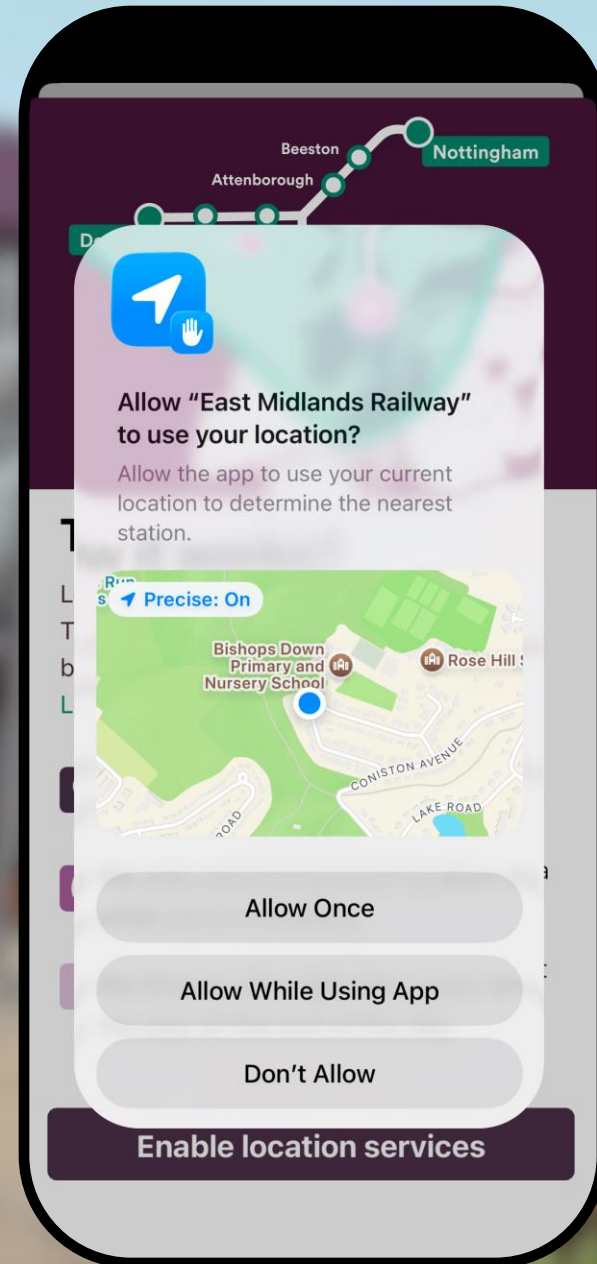 Beeston
Nottingham
Attenborough
Allow “East Midlands Railway”
to use your location?
Allow the app to use your current
location to determine the nearest
station.
Precise: On
Bishops Down
Primary and
Nursery School
Rose Hill
CONISTON AVENUE
LAKE ROAD
ROAD
Allow Once
Allow While Using App
Don’t Allow
Enable location services